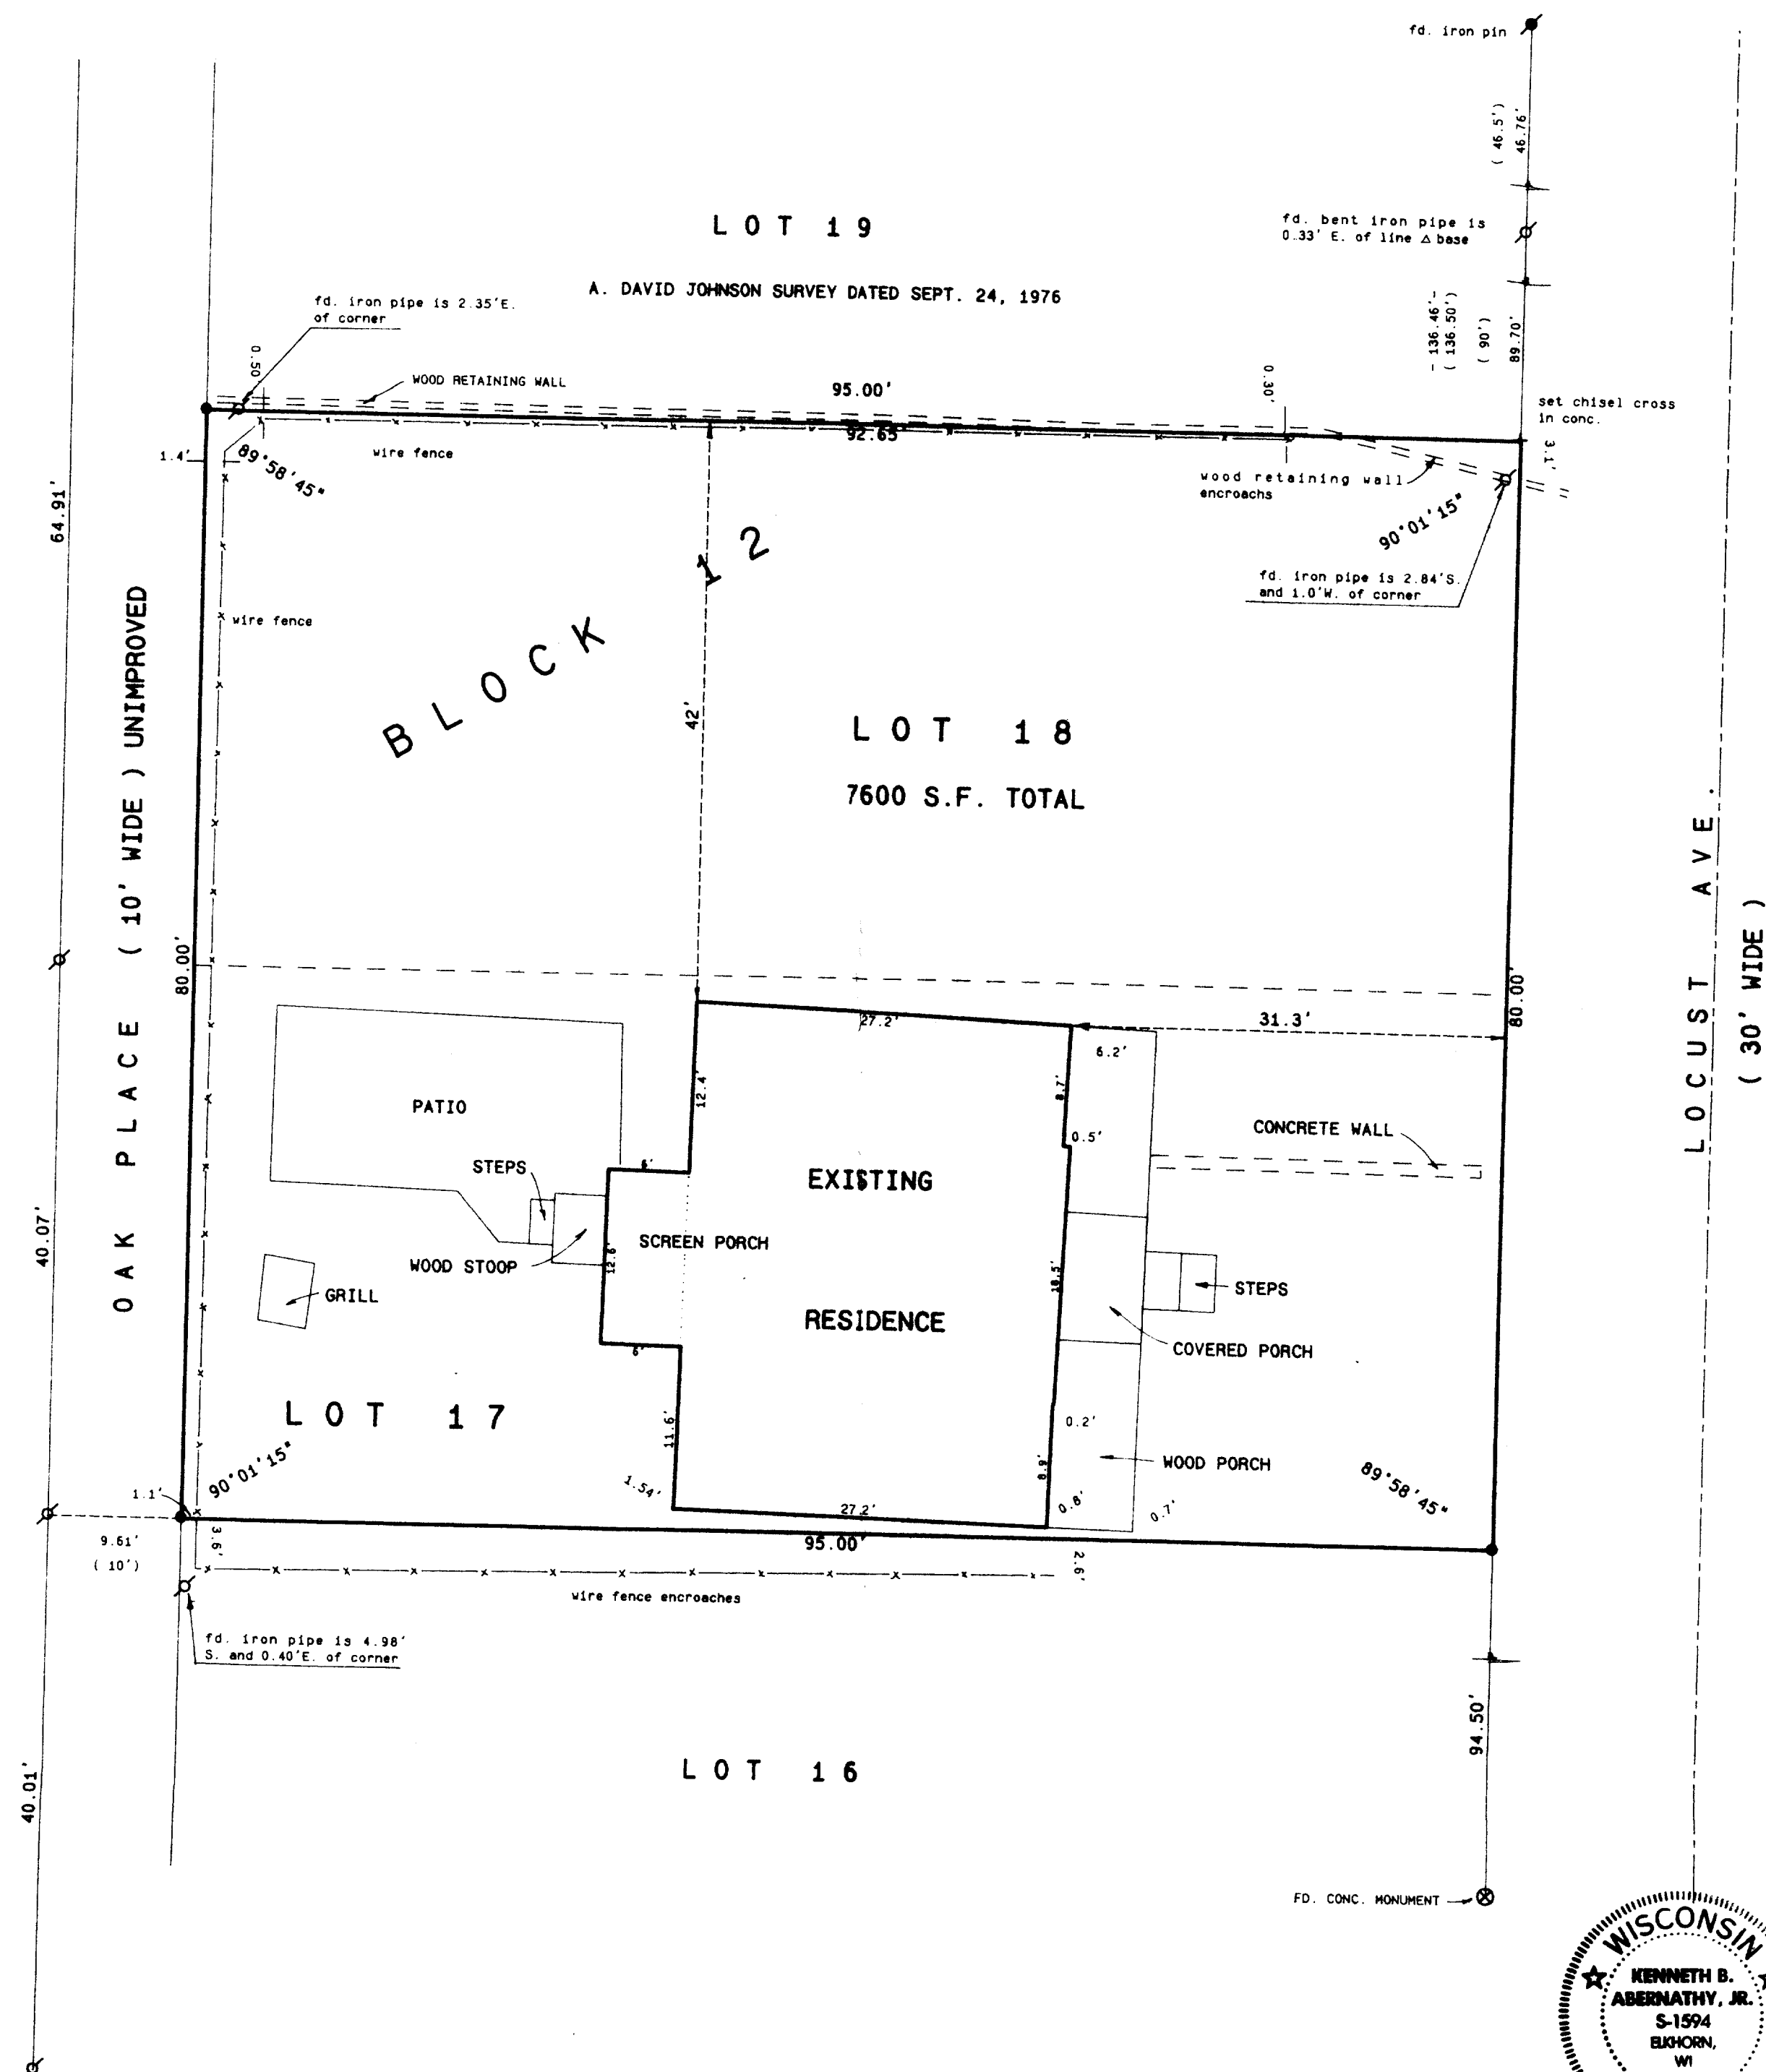 fd. iron pin
( 46.5')
46.76'
LOT 19
fd. bent iron pipe is
0.33' E. of line △ base
A. DAVID JOHNSON SURVEY DATED SEPT. 24, 1976
fd. iron pipe is 2.35'E.
of corner
- 136.46'-
( 136.50')
( 90')
89.70'
0.50'
WOOD RETAINING WALL
95.00'
0.30'
set chisel cross
in conc.
92.65'
3.1'
1.4'
wire fence
89°58'45"
wood retaining wall
encroachs
90°01'15"
64.91'
fd. iron pipe is 2.84'S.
and 1.0'W. of corner
wire fence
BLOCK 12
42'
LOT 18
7600 S.F. TOTAL
OAK PLACE ( 10' WIDE ) UNIMPROVED
LOCUST AVE.
( 30' WIDE )
80.00'
80.00'
27.2'
31.3'
6.2'
12.4'
8.7'
PATIO
0.5'
CONCRETE WALL
STEPS
6'
EXISTING
SCREEN PORCH
WOOD STOOP
12.6'
18.5'
STEPS
GRILL
RESIDENCE
COVERED PORCH
40.07'
6'
LOT 17
11.6'
0.2'
WOOD PORCH
8.9'
90°01'15"
89°58'45"
1.54'
1.1'
27.2'
0.8'
0.7'
9.61'
( 10')
3.6'
95.00'
2.6'
wire fence encroaches
fd. iron pipe is 4.98'
S. and 0.40'E. of corner
94.50'
LOT 16
40.01'
FD. CONC. MONUMENT
WISCONSIN
KENNETH B.
ABERNATHY, JR.
S-1594
ELKHORN,
WI